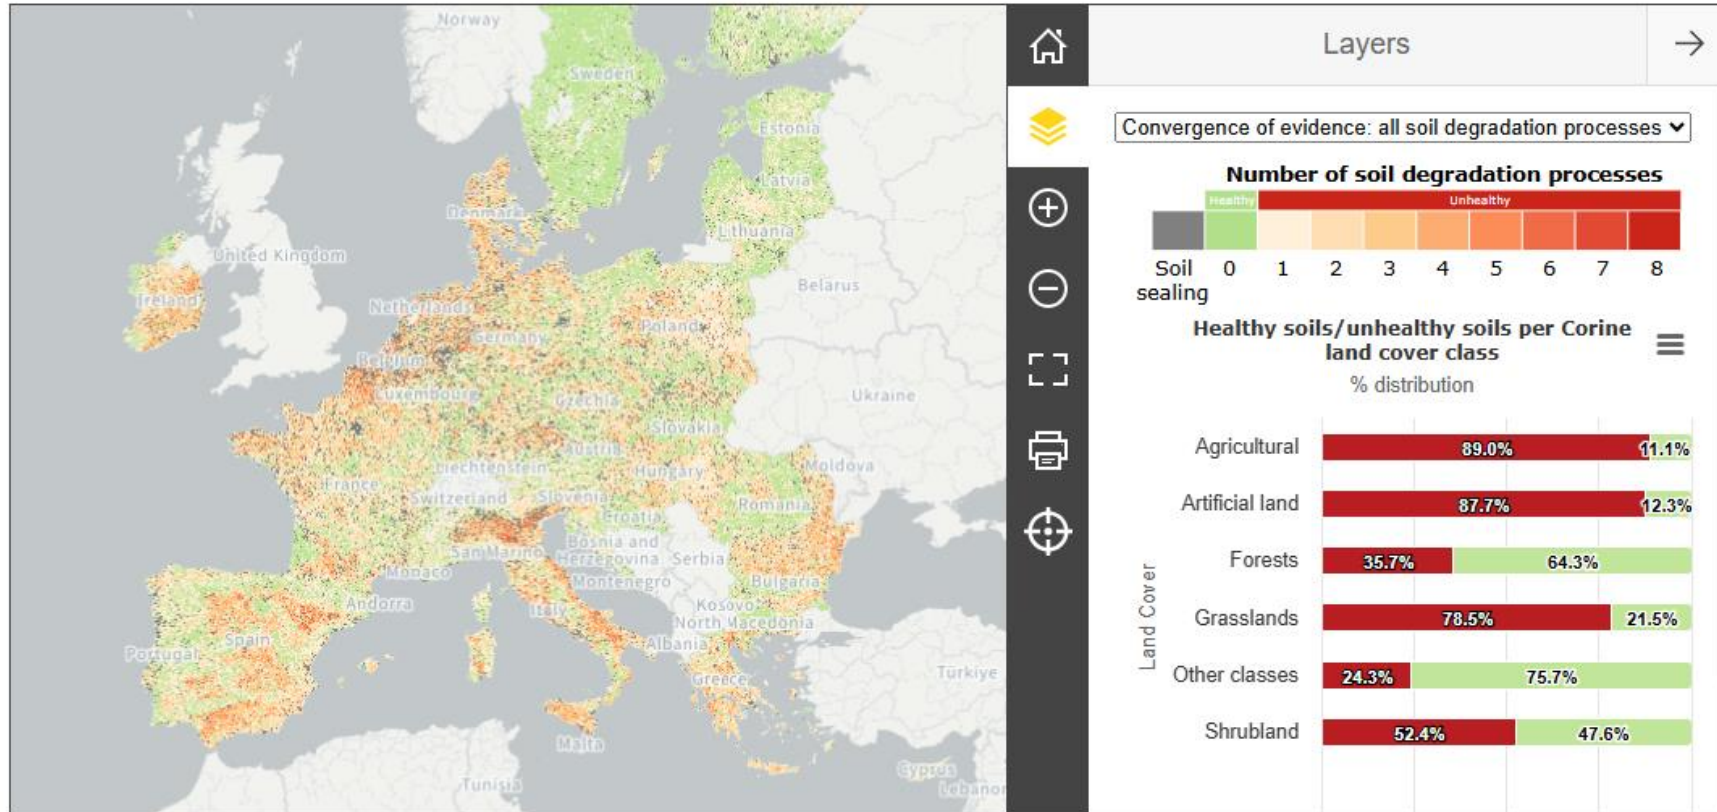 Norway
Sweden
Estonia
Latvia
Denmark
Lithuania
United Kingdom
Ireland
Netherlands
Belarus
Poland
Germany
Belgium
Luxembourg
Czechia
Ukraine
Slovakia
Austria
Liechtenstein
Hungary
Moldova
France
Switzerland
Slovenia
Romania
Croatia
San Marino
Bosnia and
Herzegovina
Serbia
Monaco
Montenegro
Bulgaria
Andorra
Kosovo
Italy
North Macedonia
Spain
Albania
Portugal
Greece
Türkiye
Malta
Cyprus
Tunisia
Lebanon
Layers
Convergence of evidence: all soil degradation processes
Number of soil degradation processes
Healthy Unhealthy
Soil 0 1 2 3 4 5 6 7 8
sealing
Healthy soils/unhealthy soils per Corine
land cover class
% distribution
Land Cover
Agricultural 89.0% 11.1%
Artificial land 87.7% 12.3%
Forests 35.7% 64.3%
Grasslands 78.5% 21.5%
Other classes 24.3% 75.7%
Shrubland 52.4% 47.6%